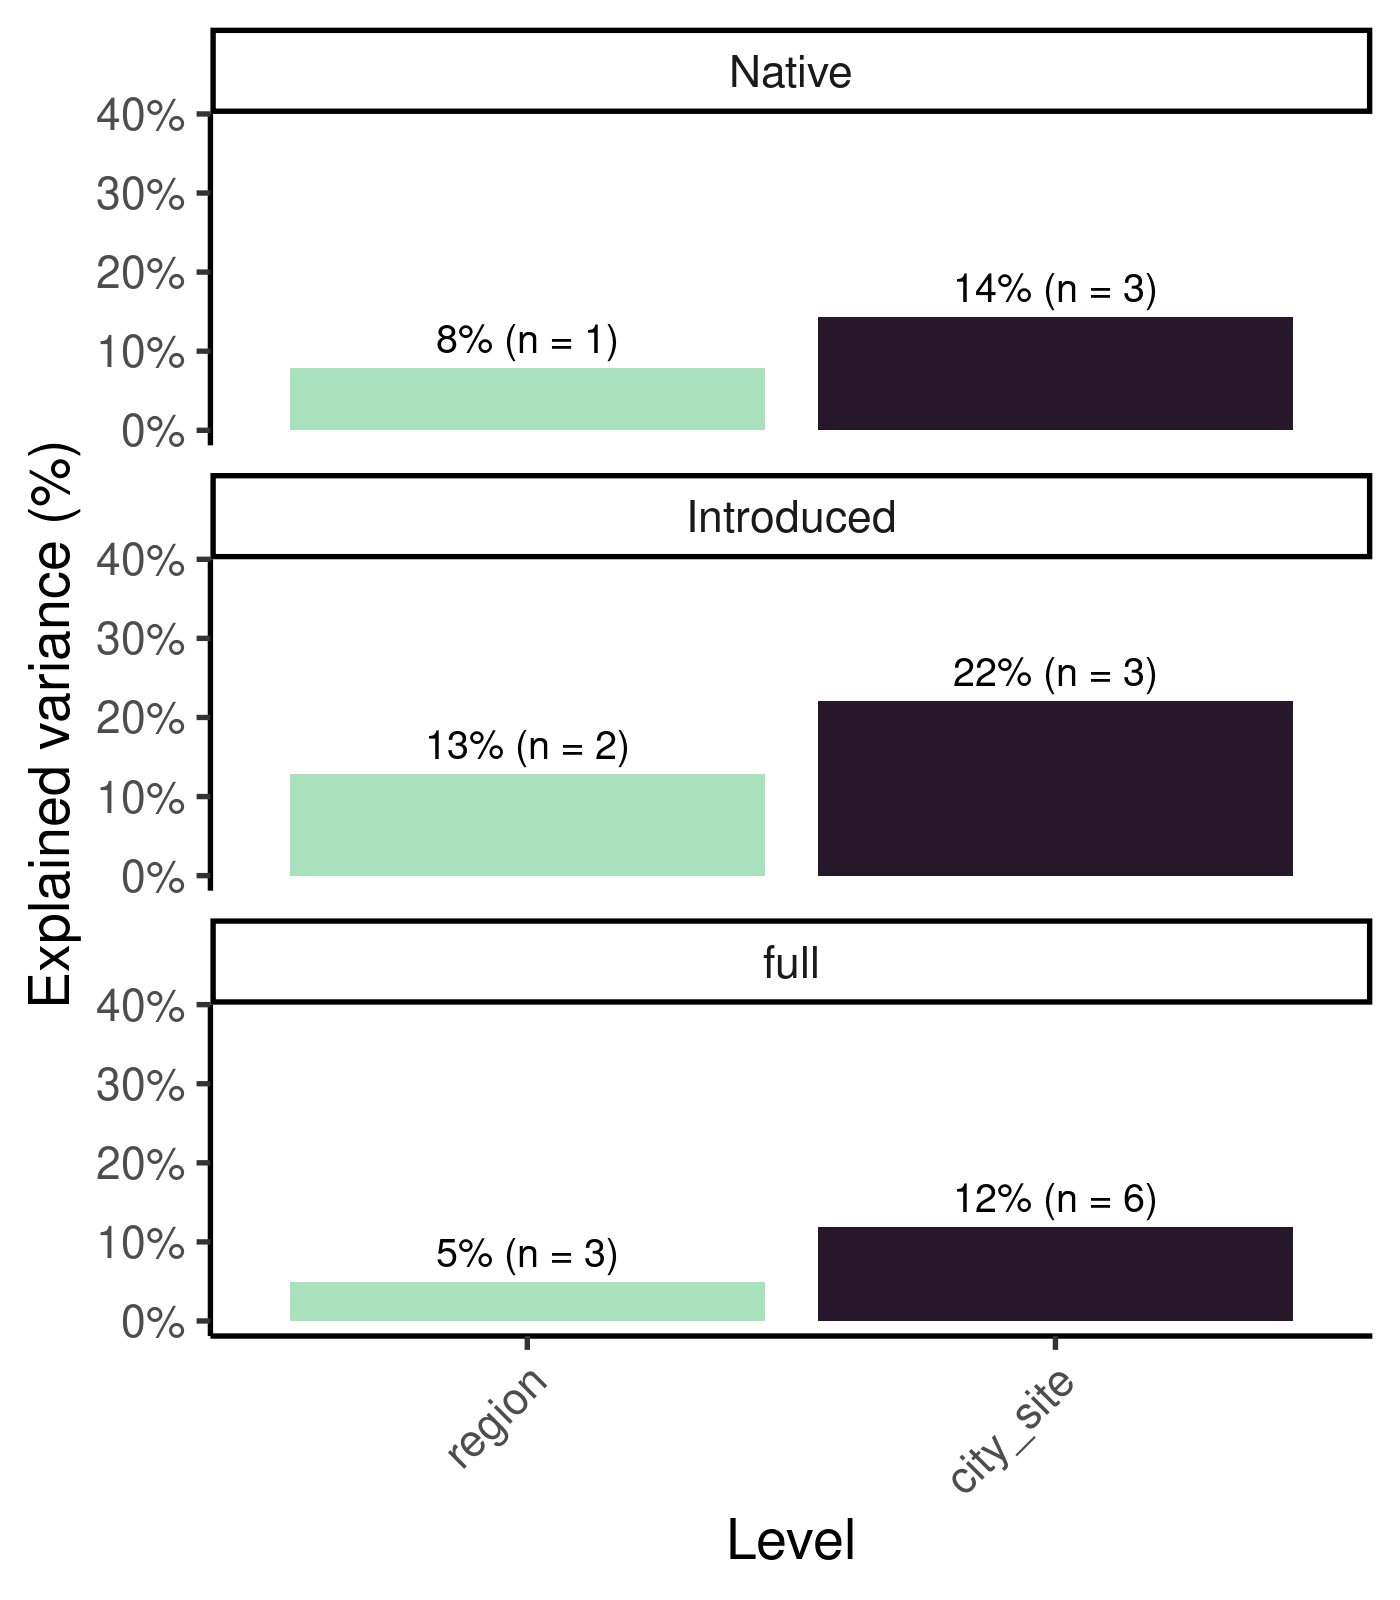 Native
40%
30%
20%
10%
0%
8% (n = 1)
14% (n = 3)
Introduced
40%
30%
20%
10%
0%
13% (n = 2)
22% (n = 3)
full
40%
30%
20%
10%
0%
5% (n = 3)
12% (n = 6)
Explained variance (%)
region
city_site
Level